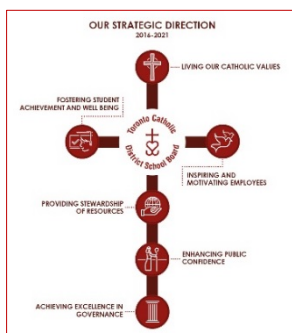 OUR STRATEGIC DIRECTION
2016-2021
LIVING OUR CATHOLIC VALUES
FOSTERING STUDENT
ACHIEVEMENT AND WELL BEING
Toronto Catholic
District School Board
INSPIRING AND
MOTIVATING EMPLOYEES
PROVIDING STEWARDSHIP
OF RESOURCES
ENHANCING PUBLIC
CONFIDENCE
ACHIEVING EXCELLENCE IN
GOVERNANCE